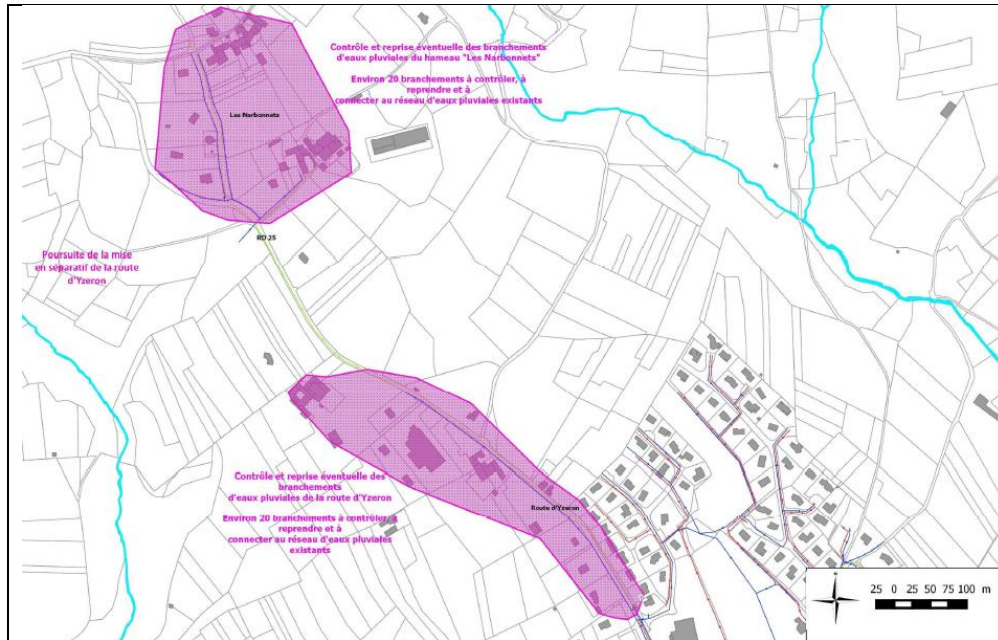 Contrôle et reprise éventuelle des branchements
d'eaux pluviales du hameau "Les Narbonnets"
Environ 20 branchements à contrôler, à
reprendre et à
connecter au réseau d'eaux pluviales existants
Les Narbonnets
RD 25
Poursuite de la mise
en séparatif de la route
d'Yzeron
Contrôle et reprise éventuelle des
branchements
d'eaux pluviales de la route d'Yzeron
Environ 20 branchements à contrôler, à
reprendre et à
connecter au réseau d'eaux pluviales
existants
Route d'Yzeron
25 0 25 50 75 100 m